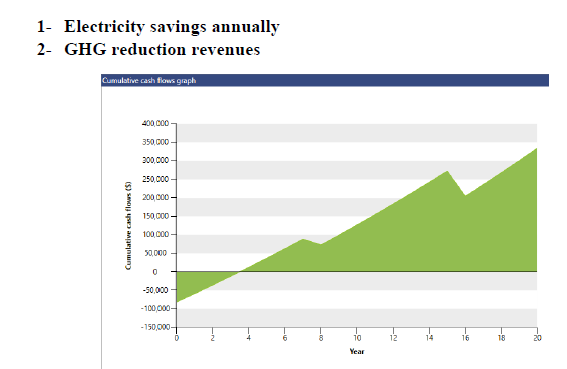 1- Electricity savings annually
2- GHG reduction revenues
Cumulative cash flows graph
Cumulative cash flows ($)
400,000
350,000
300,000
250,000
200,000
150,000
100,000
50,000
0
-50,000
-100,000
-150,000
0 2 4 6 8 10 12 14 16 18 20
Year